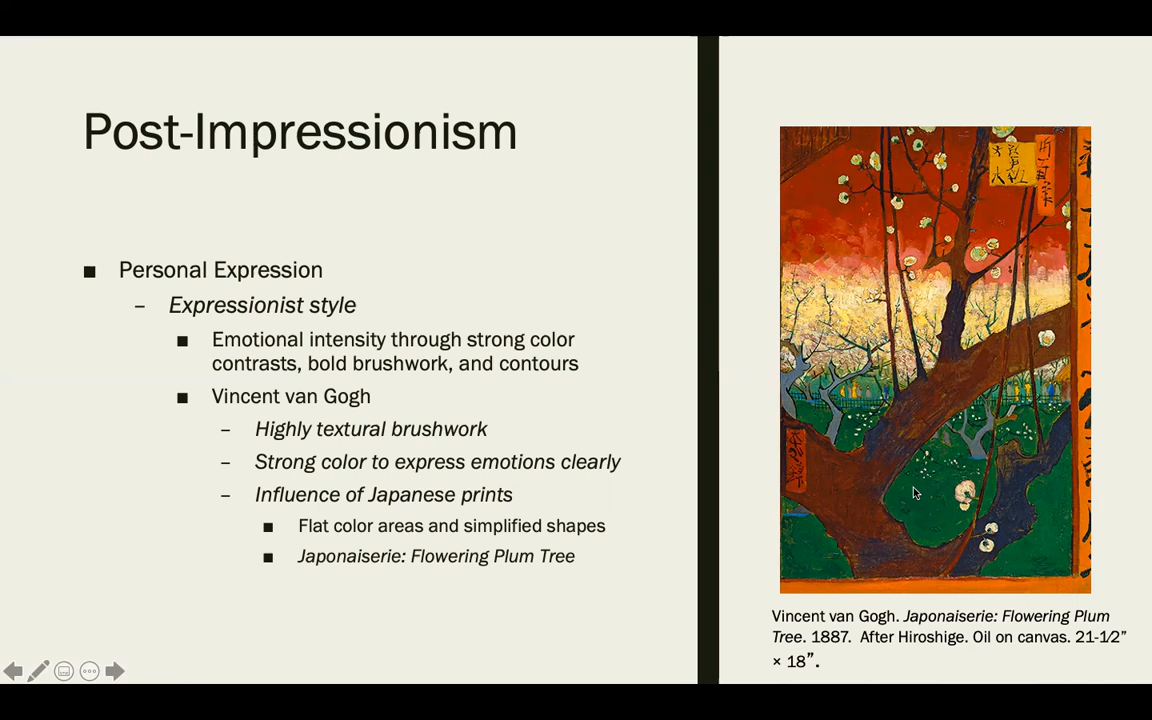 Post-Impressionism
■ Personal Expression
– Expressionist style
■ Emotional intensity through strong color
contrasts, bold brushwork, and contours
■ Vincent van Gogh
– Highly textural brushwork
– Strong color to express emotions clearly
– Influence of Japanese prints
■ Flat color areas and simplified shapes
■ Japonaiserie: Flowering Plum Tree
Vincent van Gogh. Japonaiserie: Flowering Plum
Tree. 1887. After Hiroshige. Oil on canvas. 21-1/2”
× 18”.